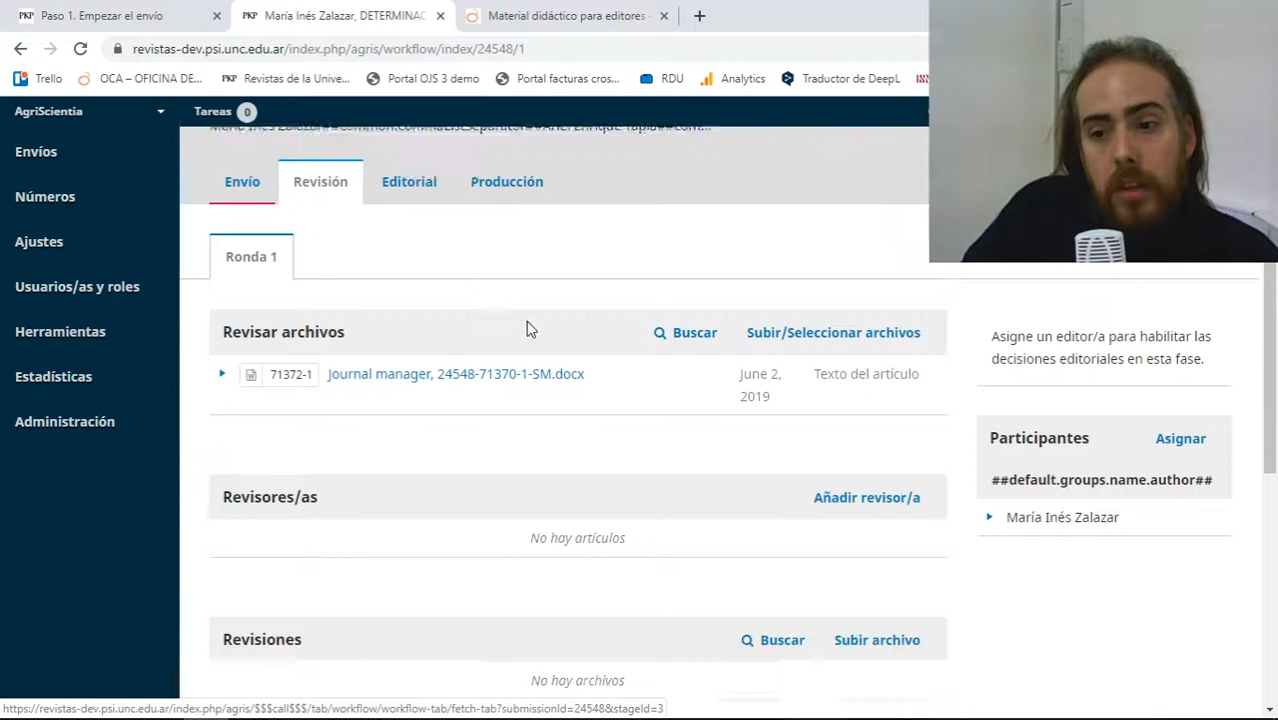 Paso 1. Empezar el envío
María Inés Zalazar, DETERMINAC
Material didáctico para editores -
revistas-dev.psi.unc.edu.ar/index.php/agris/workflow/index/24548/1
Trello
OCA – OFICINA DE...
Revistas de la Unive...
Portal OJS 3 demo
Portal facturas cros...
RDU
Analytics
Traductor de DeepL
AgriScientia
Tareas 0
Envíos
Números
Ajustes
Usuarios/as y roles
Herramientas
Estadísticas
Administración
Envío
Revisión
Editorial
Producción
Ronda 1
Revisar archivos
Buscar
Subir/Seleccionar archivos
71372-1
Journal manager, 24548-71370-1-SM.docx
June 2,
2019
Texto del artículo
Revisores/as
Añadir revisor/a
No hay artículos
Revisiones
Buscar
Subir archivo
No hay archivos
Asigne un editor/a para habilitar las
decisiones editoriales en esta fase.
Participantes
Asignar
##default.groups.name.author##
María Inés Zalazar
https://revistas-dev.psi.unc.edu.ar/index.php/agris/$$$call$$$/tab/workflow/workflow-tab/fetch-tab?submissionId=24548&stageId=3